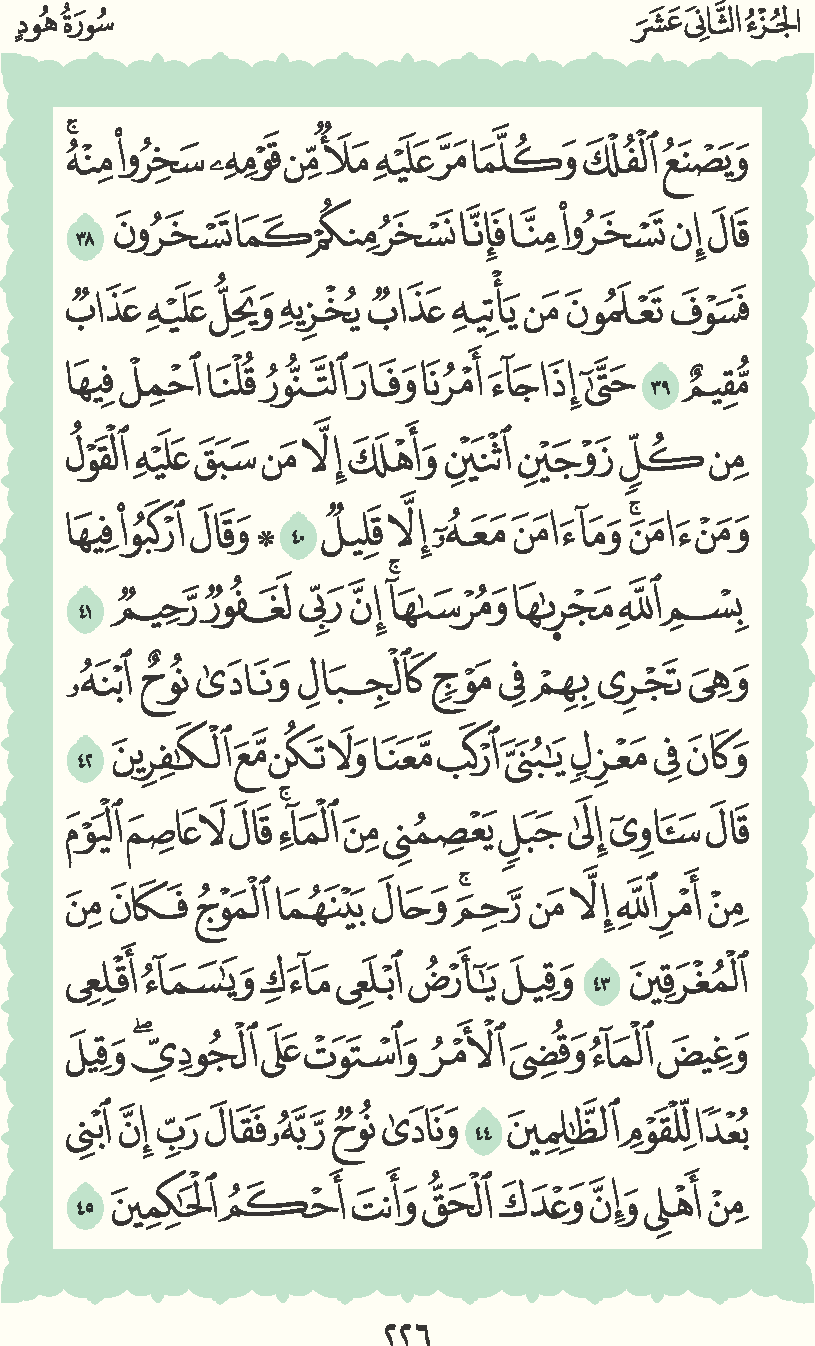 الجُزْءُ الثَّانِيَ عَشَرَ
سُورَةُ هُودٍ
وَيَصْنَعُ ٱلْفُلْكَ وَكُلَّمَا مَرَّ عَلَيْهِ مَلَأٌ مِّن قَوْمِهِۦ سَخِرُوا۟ مِنْهُ ۚ
قَالَ إِن تَسْخَرُوا۟ مِنَّا فَإِنَّا نَسْخَرُ مِنكُمْ كَمَا تَسْخَرُونَ ٣٨
فَسَوْفَ تَعْلَمُونَ مَن يَأْتِيهِ عَذَابٌ يُخْزِيهِ وَيَحِلُّ عَلَيْهِ عَذَابٌ
مُّقِيمٌ ٣٩ حَتَّىٰٓ إِذَا جَآءَ أَمْرُنَا وَفَارَ ٱلتَّنُّورُ قُلْنَا ٱحْمِلْ فِيهَا
مِن كُلٍّ زَوْجَيْنِ ٱثْنَيْنِ وَأَهْلَكَ إِلَّا مَن سَبَقَ عَلَيْهِ ٱلْقَوْلُ
وَمَنْ ءَامَنَ ۚ وَمَآ ءَامَنَ مَعَهُۥٓ إِلَّا قَلِيلٌ ٤٠ * وَقَالَ ٱرْكَبُوا۟ فِيهَا
بِسْمِ ٱللَّهِ مَجْر۪ىٰهَا وَمُرْسَىٰهَآ ۚ إِنَّ رَبِّى لَغَفُورٌ رَّحِيمٌ ٤١
وَهِىَ تَجْرِى بِهِمْ فِى مَوْجٍ كَٱلْجِبَالِ وَنَادَىٰ نُوحٌ ٱبْنَهُۥ
وَكَانَ فِى مَعْزِلٍ يَـٰبُنَىَّ ٱرْكَب مَّعَنَا وَلَا تَكُن مَّعَ ٱلْكَـٰفِرِينَ ٤٢
قَالَ سَـَٔاوِىٓ إِلَىٰ جَبَلٍ يَعْصِمُنِى مِنَ ٱلْمَآءِ ۚ قَالَ لَا عَاصِمَ ٱلْيَوْمَ
مِنْ أَمْرِ ٱللَّهِ إِلَّا مَن رَّحِمَ ۚ وَحَالَ بَيْنَهُمَا ٱلْمَوْجُ فَكَانَ مِنَ
ٱلْمُغْرَقِينَ ٤٣ وَقِيلَ يَـٰٓأَرْضُ ٱبْلَعِى مَآءَكِ وَيَـٰسَمَآءُ أَقْلِعِى
وَغِيضَ ٱلْمَآءُ وَقُضِىَ ٱلْأَمْرُ وَٱسْتَوَتْ عَلَى ٱلْجُودِىِّ ۖ وَقِيلَ
بُعْدًا لِّلْقَوْمِ ٱلظَّـٰلِمِينَ ٤٤ وَنَادَىٰ نُوحٌ رَّبَّهُۥ فَقَالَ رَبِّ إِنَّ ٱبْنِى
مِنْ أَهْلِى وَإِنَّ وَعْدَكَ ٱلْحَقُّ وَأَنتَ أَحْكَمُ ٱلْحَـٰكِمِينَ ٤٥
٢٢٦